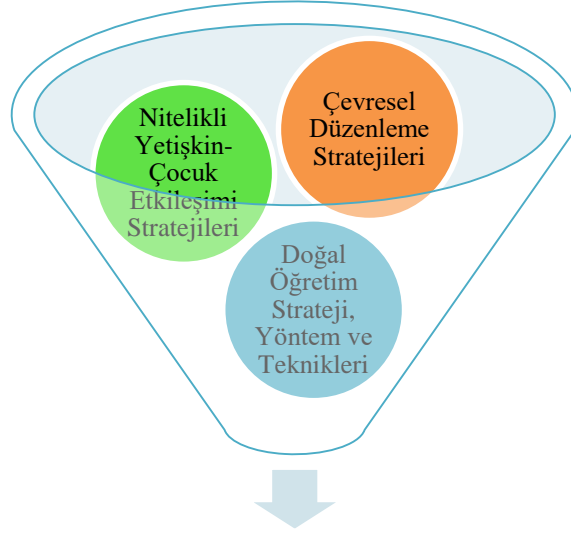 Nitelikli
Yetişkin-
Çocuk
Etkileşimi
Stratejileri
Çevresel
Düzenleme
Stratejileri
Doğal
Öğretim
Strateji,
Yöntem ve
Teknikleri